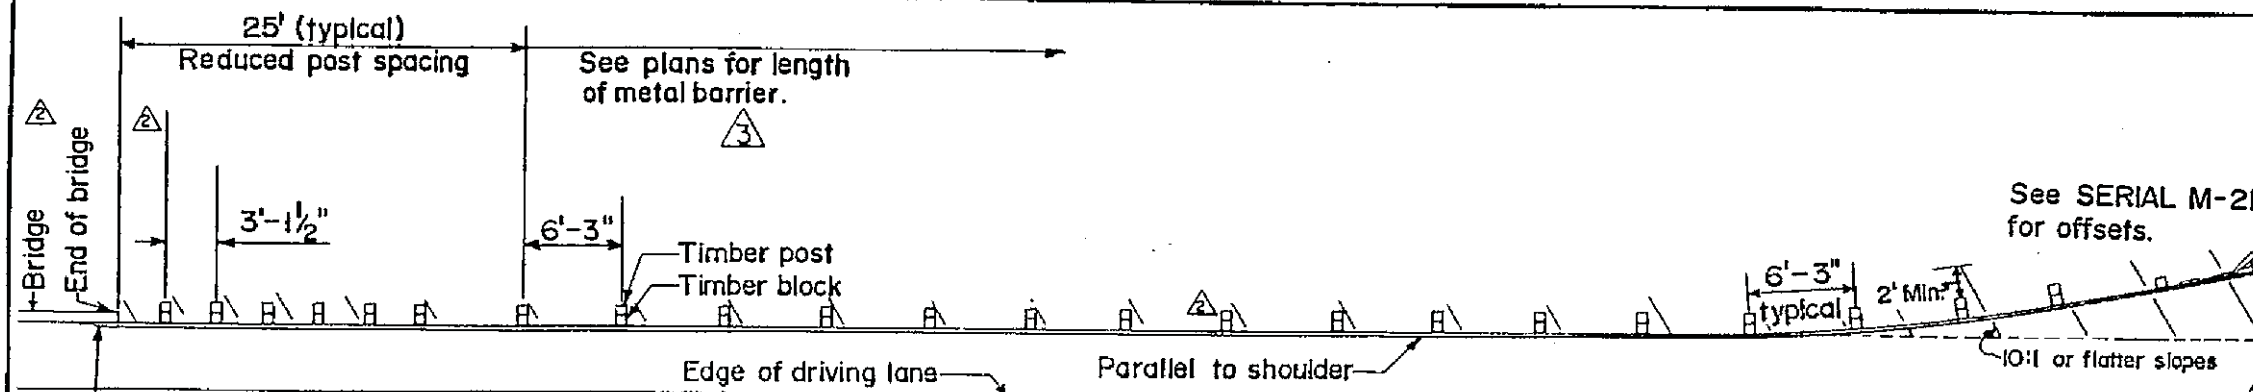 25' (typical)
Reduced post spacing
See plans for length
of metal barrier.
2
2
3
Bridge
End of bridge
3'-1½"
6'-3"
Timber post
Timber block
2
See SERIAL M-21
for offsets.
6'-3"
typical
2' Min.
10:1 or flatter slopes
Edge of driving lane
Parallel to shoulder